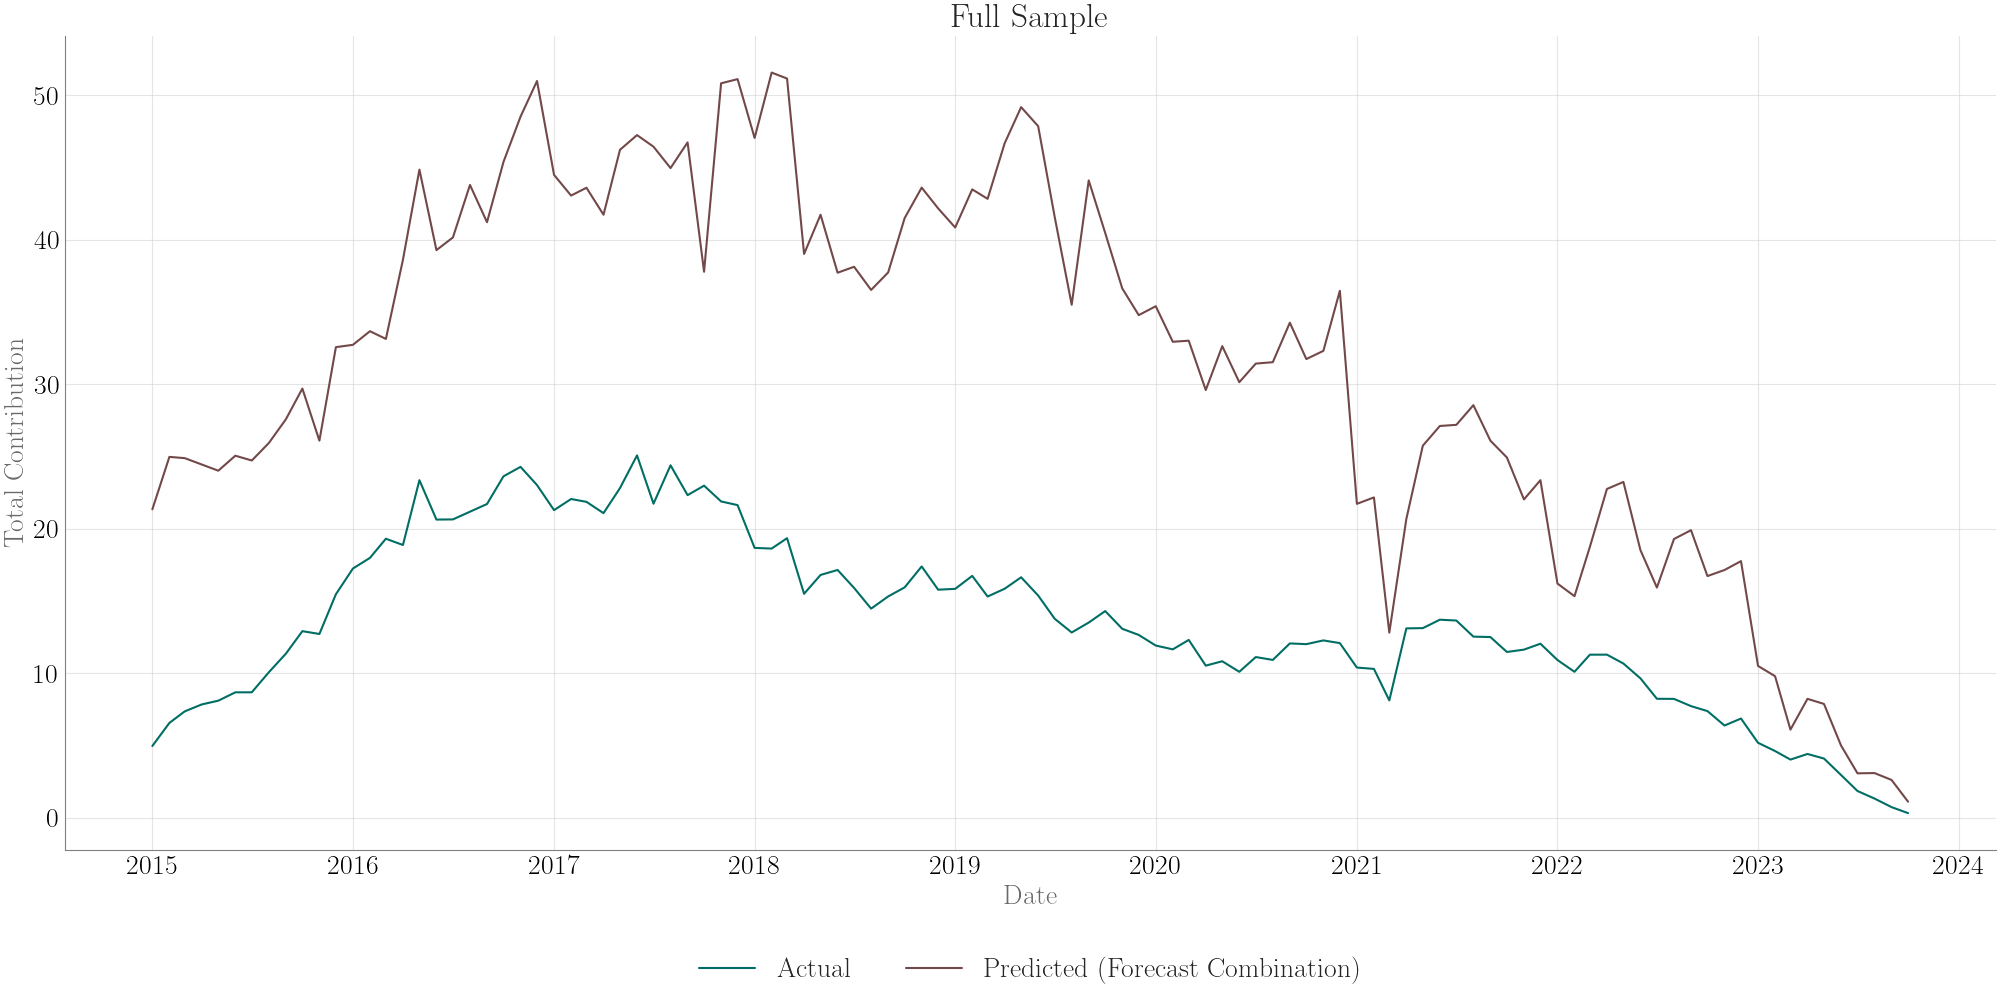 Full Sample
Total Contribution
50
40
30
20
10
0
2015 2016 2017 2018 2019 2020 2021 2022 2023 2024
Date
Actual Predicted (Forecast Combination)